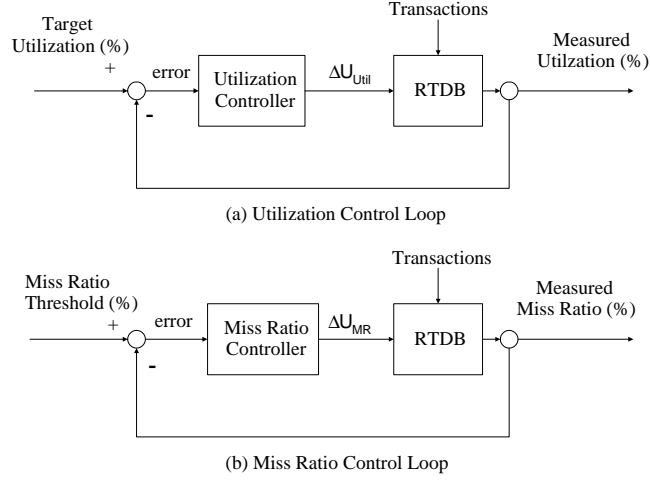 Transactions
Target
Utilization (%)
Measured
Utilzation (%)
+
error
Utilization
Controller
ΔU_Util
RTDB
-
(a) Utilization Control Loop
Transactions
Miss Ratio
Threshold (%)
Measured
Miss Ratio (%)
+
error
Miss Ratio
Controller
ΔU_MR
RTDB
-
(b) Miss Ratio Control Loop